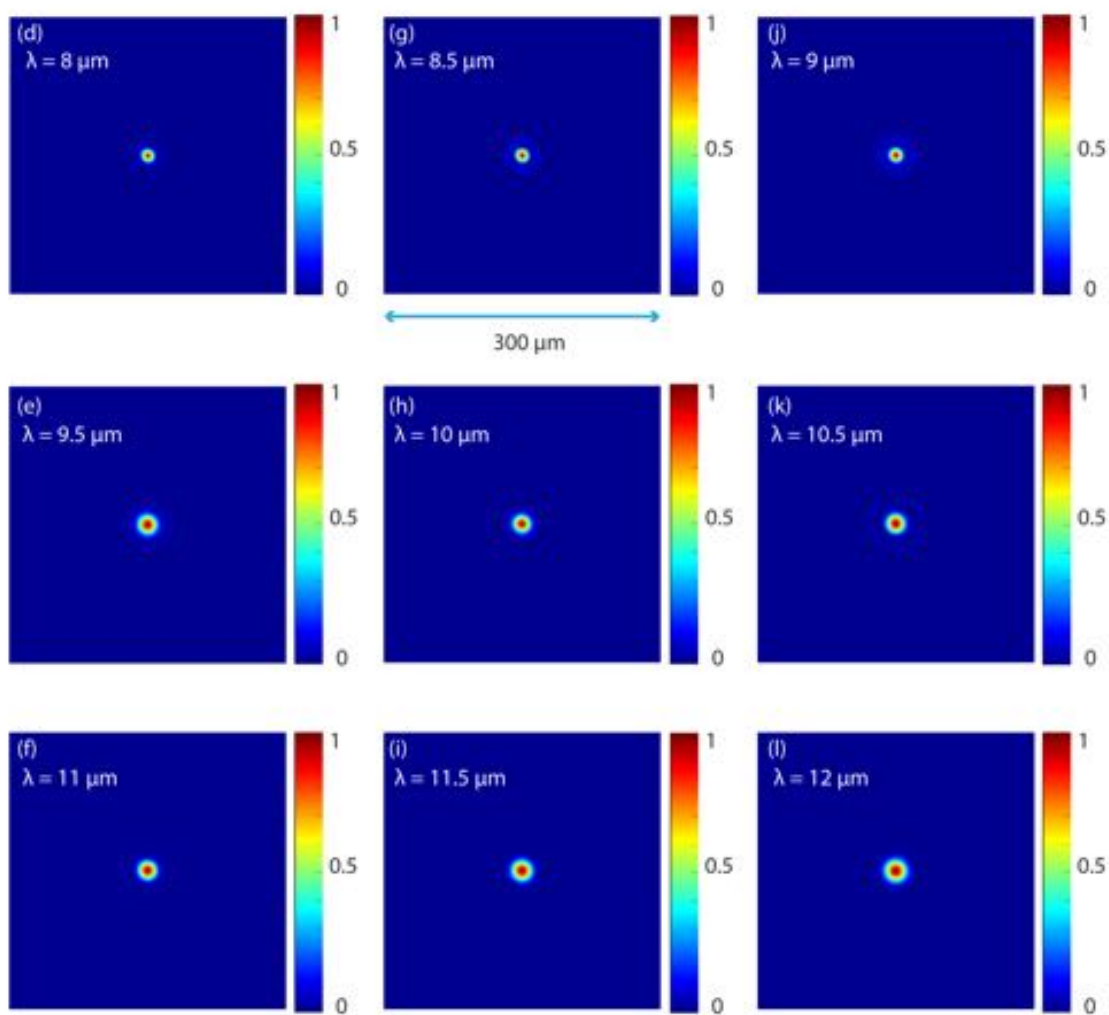 (d)
λ = 8 μm
1
0.5
0
(g)
λ = 8.5 μm
1
0.5
0
(j)
λ = 9 μm
1
0.5
0
300 μm
(e)
λ = 9.5 μm
1
0.5
0
(h)
λ = 10 μm
1
0.5
0
(k)
λ = 10.5 μm
1
0.5
0
(f)
λ = 11 μm
1
0.5
0
(i)
λ = 11.5 μm
1
0.5
0
(l)
λ = 12 μm
1
0.5
0